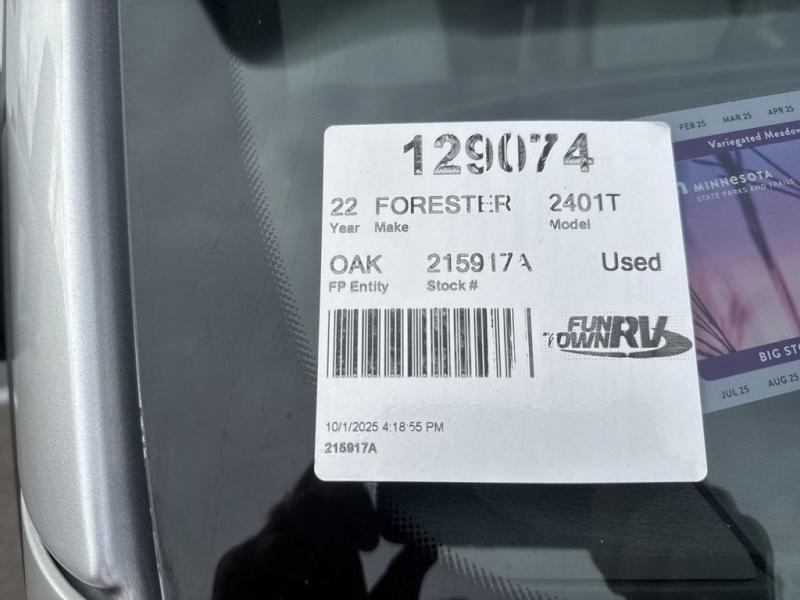 129074
22 FORESTER 2401T
Year Make Model
OAK 215917A Used
FP Entity Stock #
FUN
TOWN RV
10/1/2025 4:18:55 PM
215917A
FEB 25 MAR 25 APR 25
Variegated Meadow
MINNESOTA
STATE PARKS AND TRAILS
BIG STO
JUL 25 AUG 25